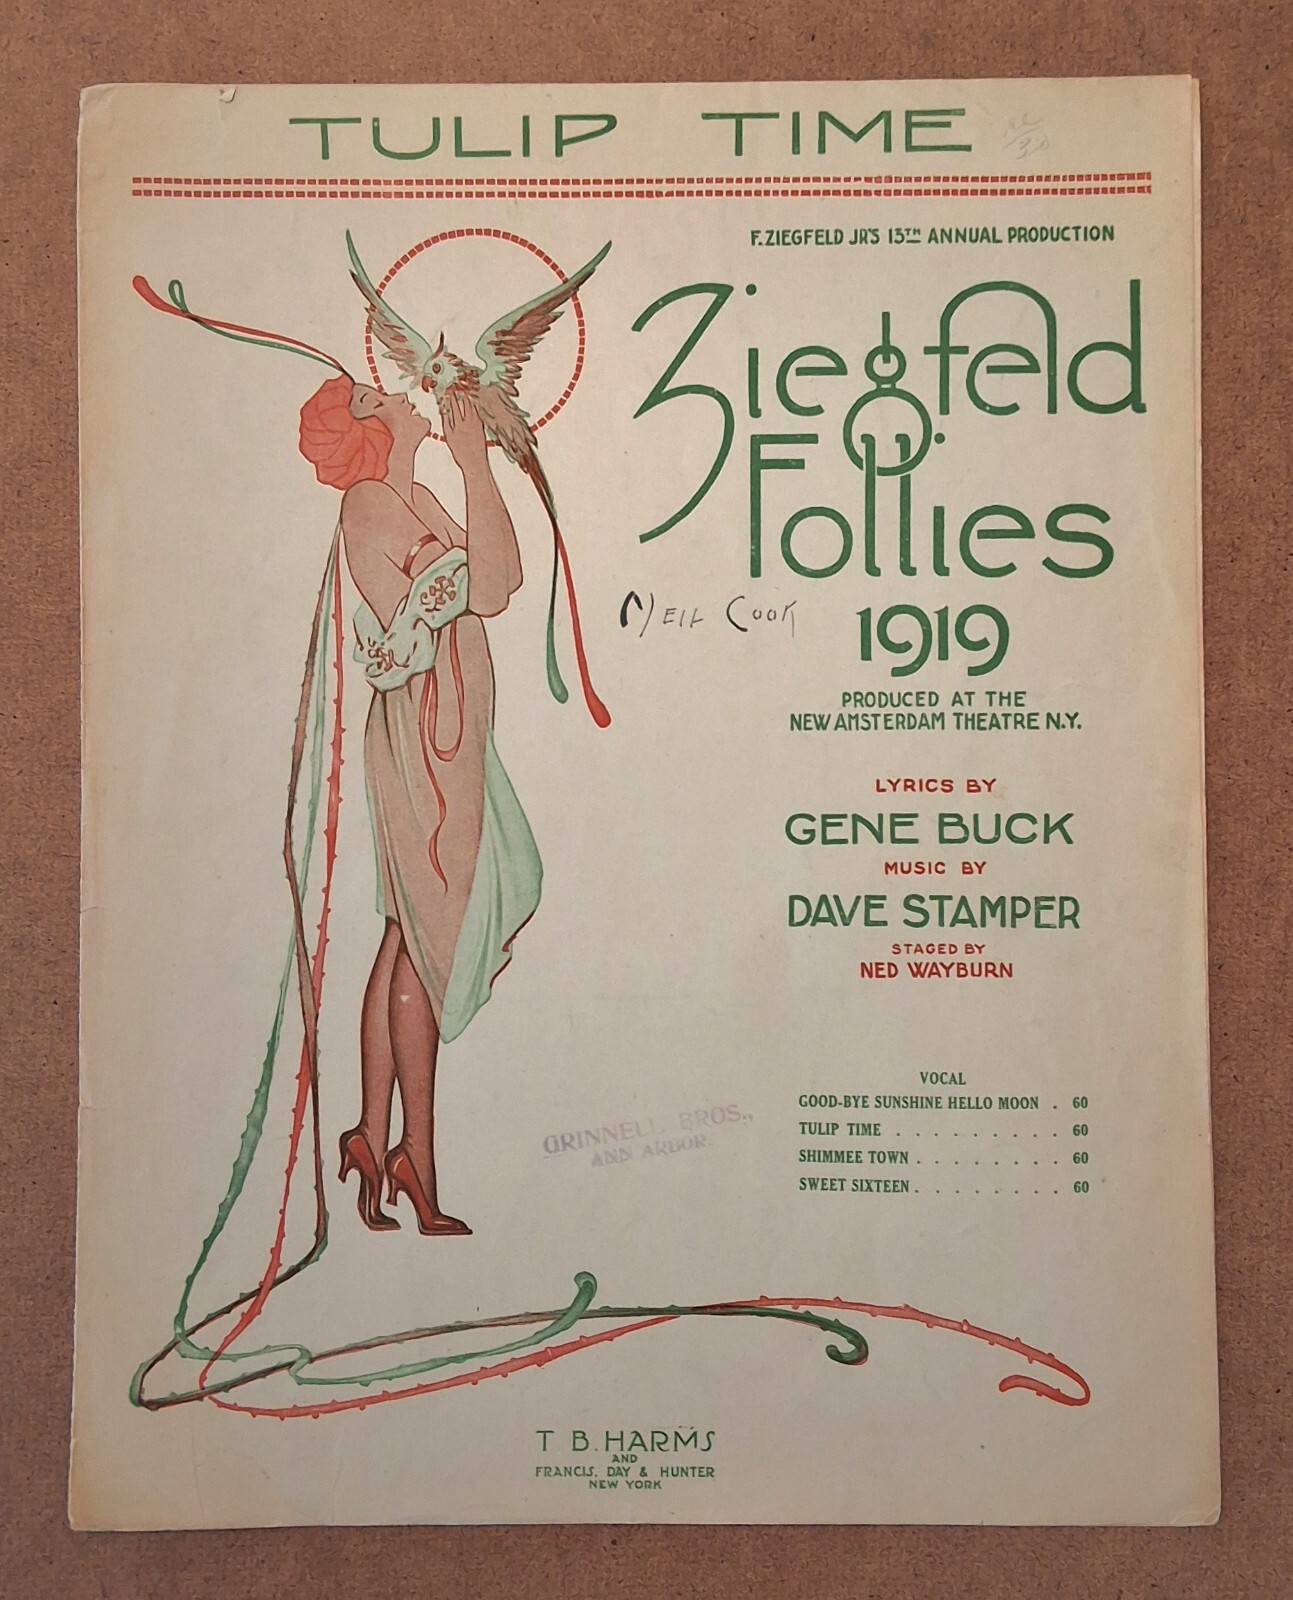 TULIP TIME
F. ZIEGFELD JR'S 13TH ANNUAL PRODUCTION
Ziegfeld
Follies
1919
Neil Cook
PRODUCED AT THE
NEW AMSTERDAM THEATRE N.Y.
LYRICS BY
GENE BUCK
MUSIC BY
DAVE STAMPER
STAGED BY
NED WAYBURN
VOCAL
GOOD-BYE SUNSHINE HELLO MOON . 60
TULIP TIME . . . . . . . . . 60
SHIMMEE TOWN . . . . . . . . 60
SWEET SIXTEEN . . . . . . . . 60
GRINNELL BROS.,
ANN ARBOR.
T B. HARMS
AND
FRANCIS, DAY & HUNTER
NEW YORK